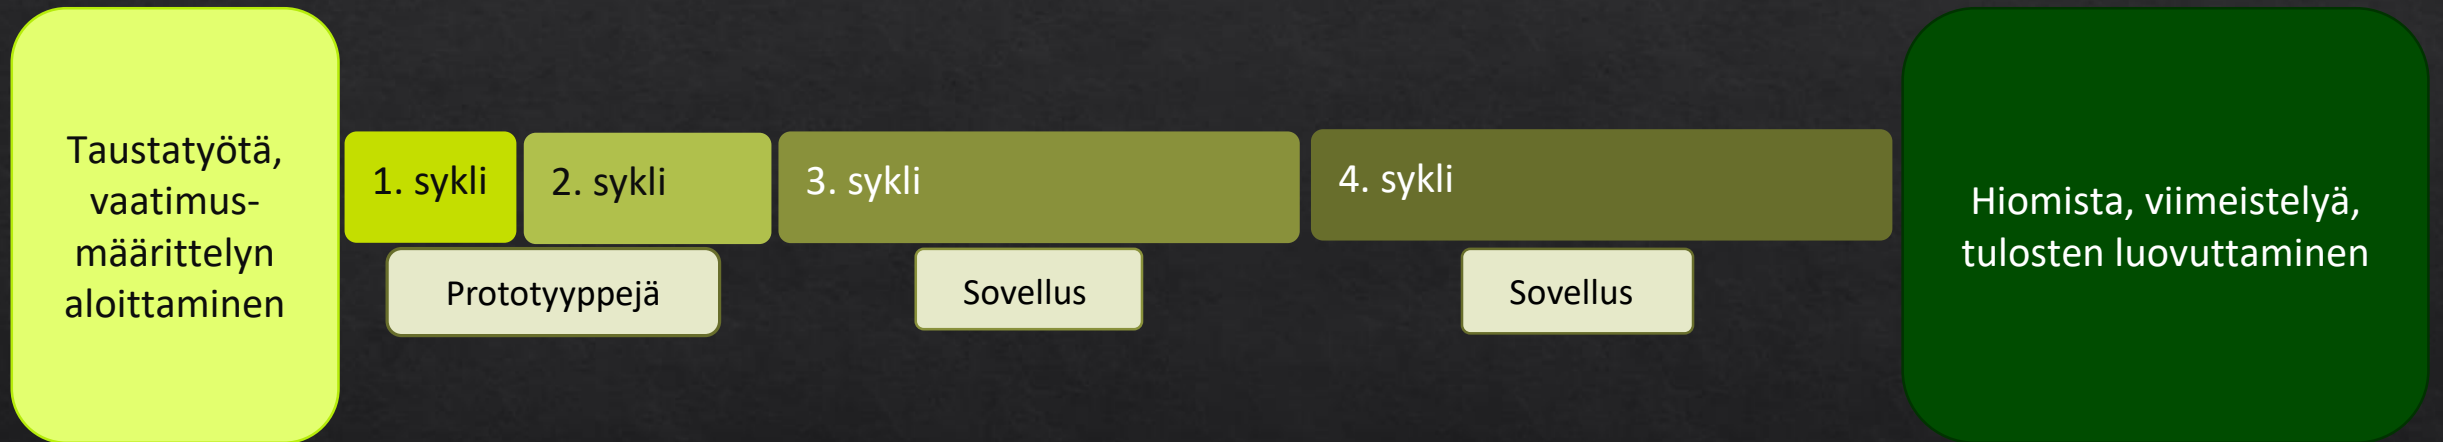 Taustatyötä,
vaatimus-
määrittelyn
aloittaminen
1. sykli
2. sykli
3. sykli
4. sykli
Prototyyppejä
Sovellus
Sovellus
Hiomista, viimeistelyä,
tulosten luovuttaminen